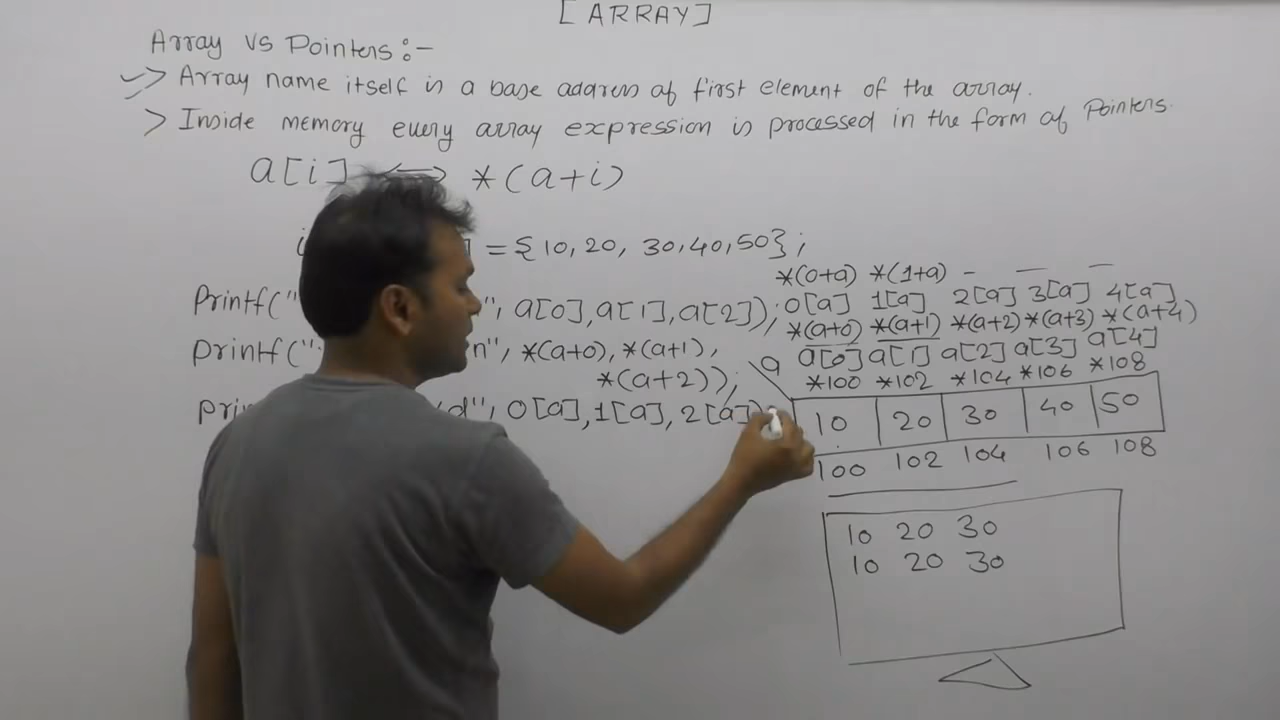 [ARRAY]
Array Vs Pointers:-
> Array name itself is a base address of first element of the array.
> Inside memory every array expression is processed in the form of Pointers.
a[i] ⟷ *(a+i)
= {10, 20, 30, 40, 50};
*(0+a) *(1+a) - - -
Printf(" ", a[0], a[1], a[2]); 0[a] 1[a] 2[a] 3[a] 4[a]
*(a+0) *(a+1) *(a+2) *(a+3) *(a+4)
Printf(" n", *(a+0), *(a+1),
a a[0] a[1] a[2] a[3] a[4]
*(a+2));
*100 *102 *104 *106 *108
d", 0[a], 1[a], 2[a])
10 20 30 40 50
100 102 104 106 108
10 20 30
10 20 30